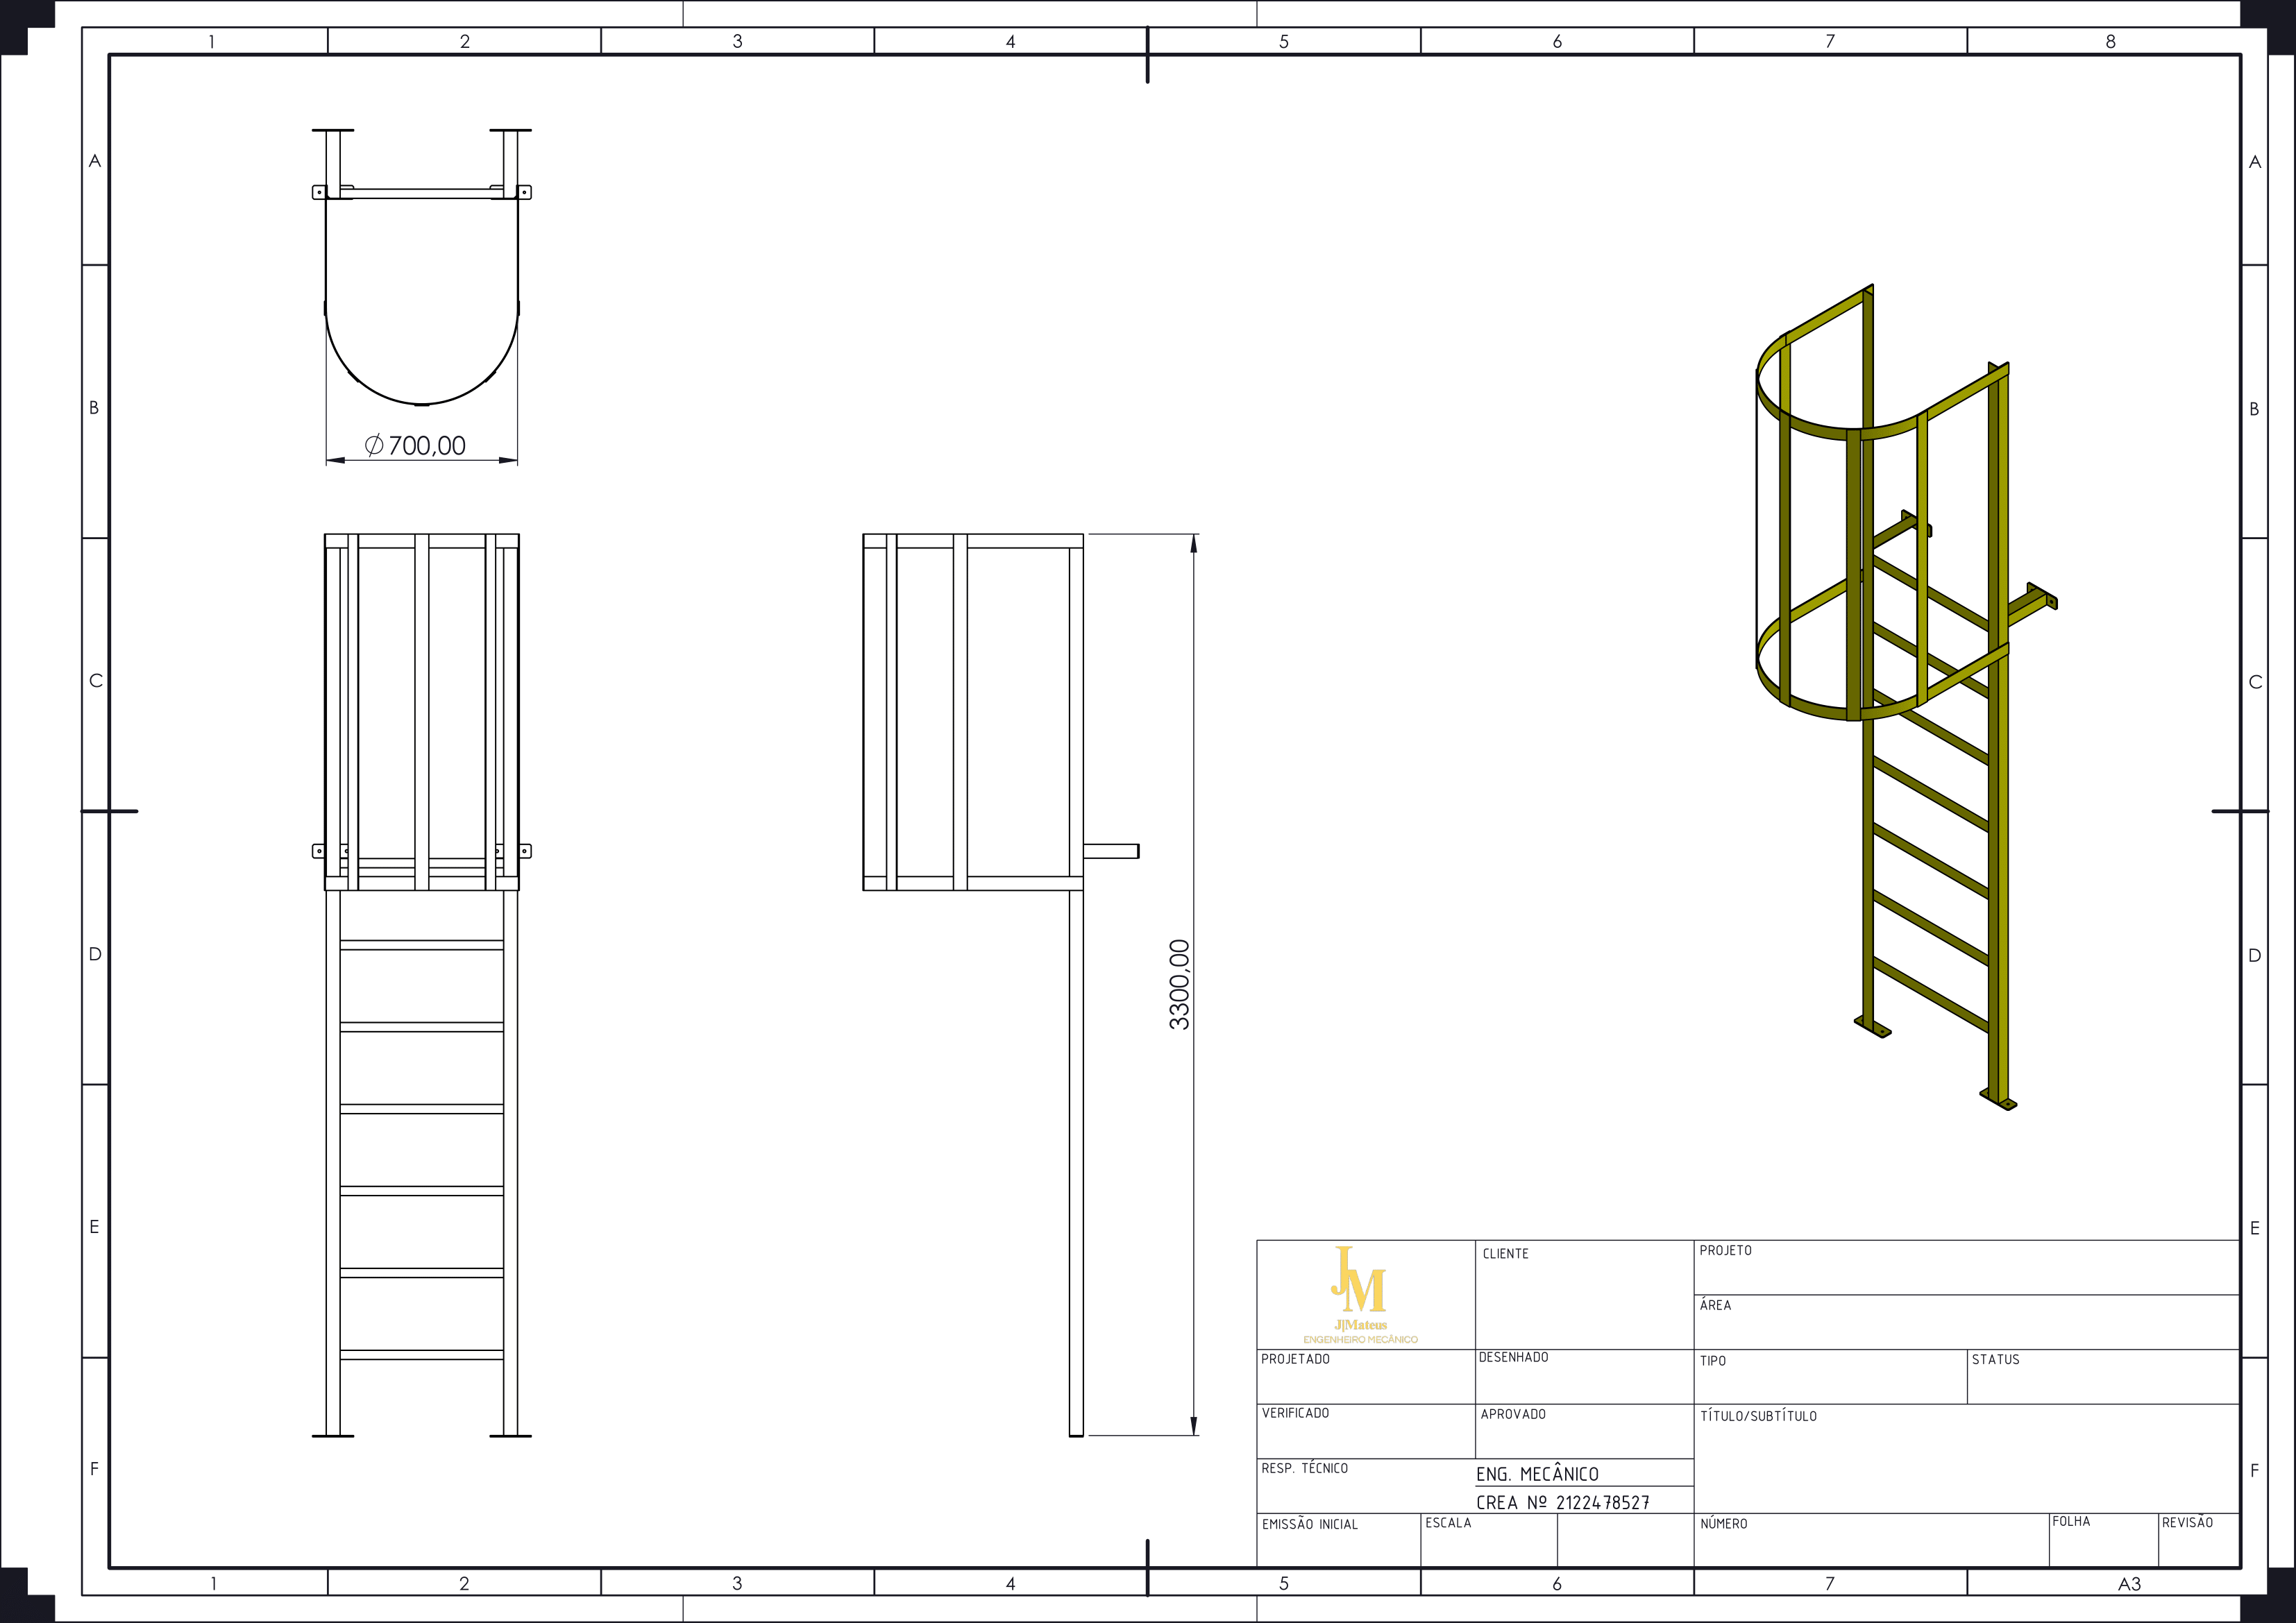 1 2 3 4 5 6 7 8
A A
B B
Ø700,00
C C
D D
3300,00
E E
F F
JM
J|Mateus
ENGENHEIRO MECÂNICO
CLIENTE
PROJETO
ÁREA
PROJETADO
DESENHADO
TIPO
STATUS
VERIFICADO
APROVADO
TÍTULO/SUBTÍTULO
RESP. TÉCNICO
ENG. MECÂNICO
CREA Nº 2122478527
EMISSÃO INICIAL
ESCALA
NÚMERO
FOLHA
REVISÃO
1 2 3 4 5 6 7 A3